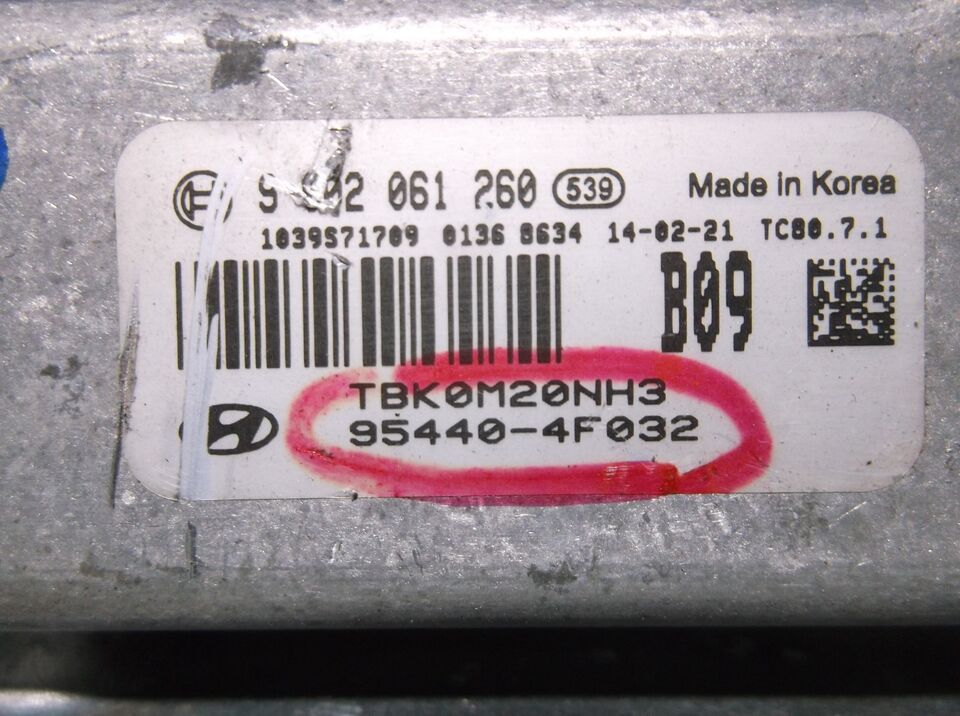 061 260 539 Made in Korea
1039S71709 0136 8634 14-02-21 TC80.7.1
B09
TBK0M20NH3
95440-4F032